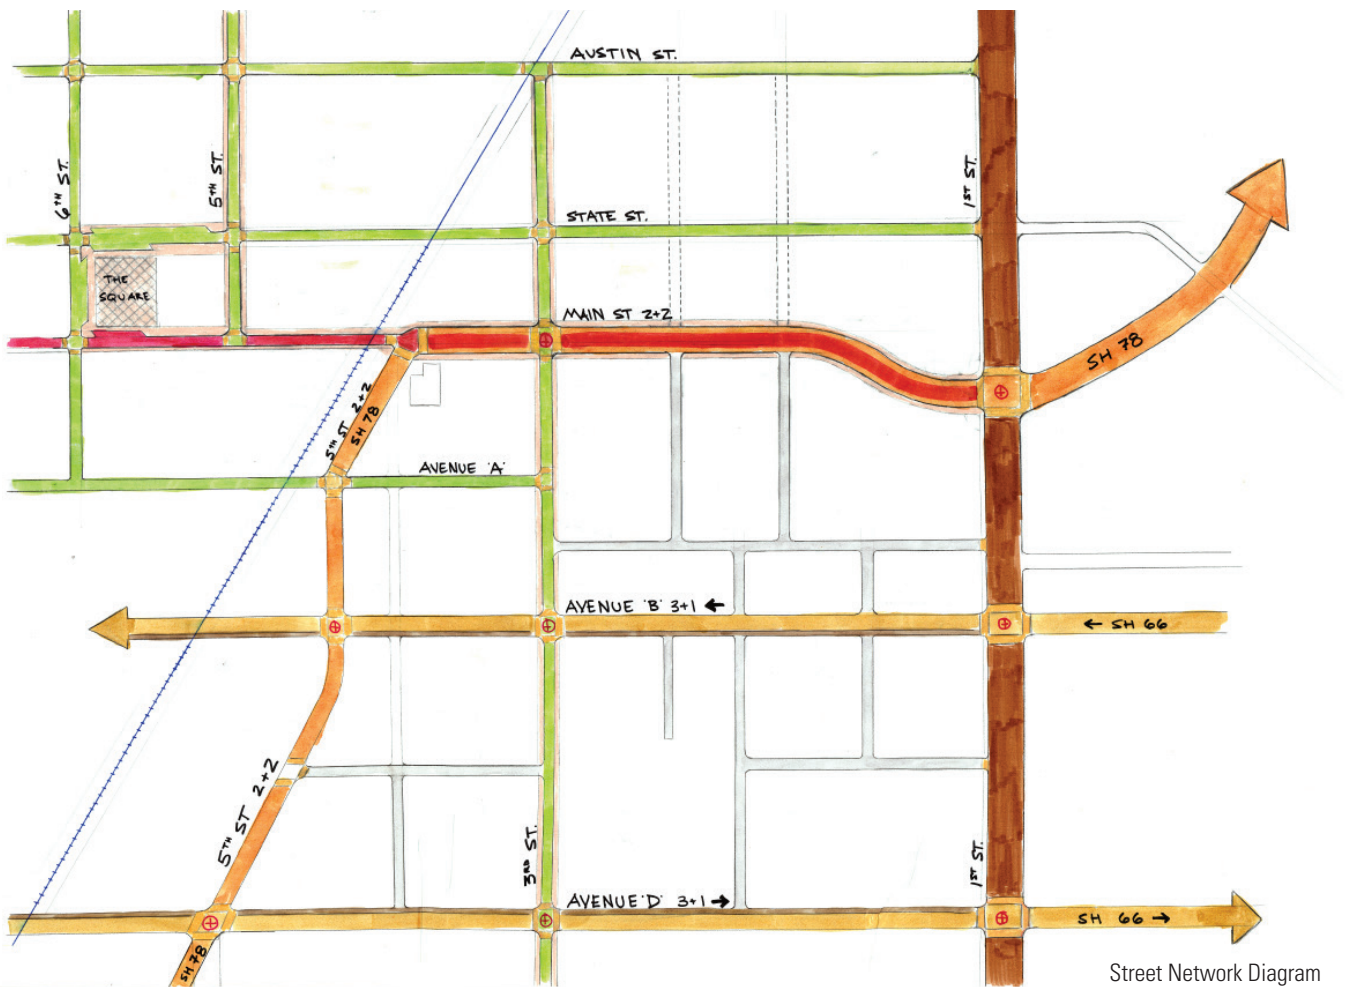 AUSTIN ST.
6TH ST.
5TH ST.
1ST ST.
STATE ST.
THE
SQUARE
MAIN ST 2+2
SH 78
5TH ST 2+2
SH 78
AVENUE 'A'
AVENUE 'B' 3+1 ←
← SH 66
5TH ST 2+2
3RD ST.
1ST ST.
AVENUE 'D' 3+1 →
SH 66 →
SH 78
Street Network Diagram